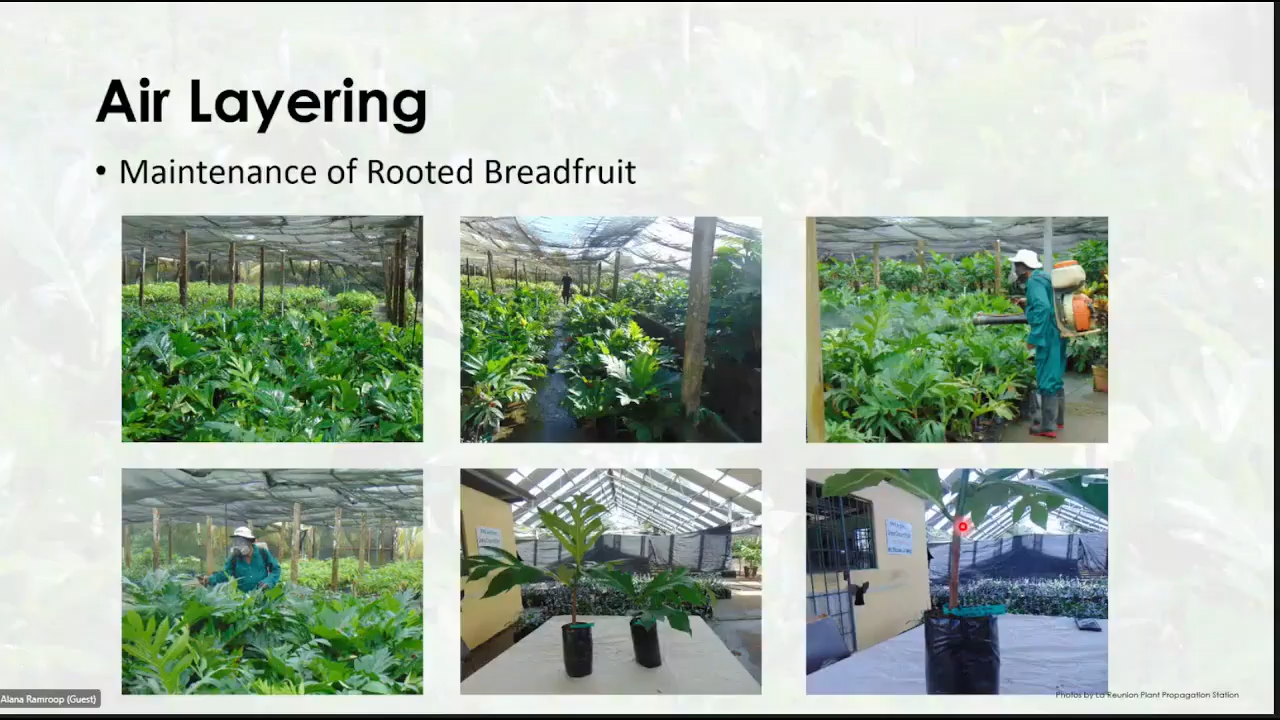 Air Layering
• Maintenance of Rooted Breadfruit
Alana Ramroop (Guest)
Photos by La Reunion Plant Propagation Station